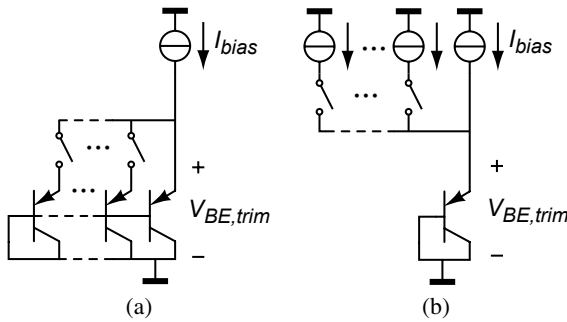 I_bias
I_bias
+
V_BE,trim
−
+
V_BE,trim
−
(a)
(b)